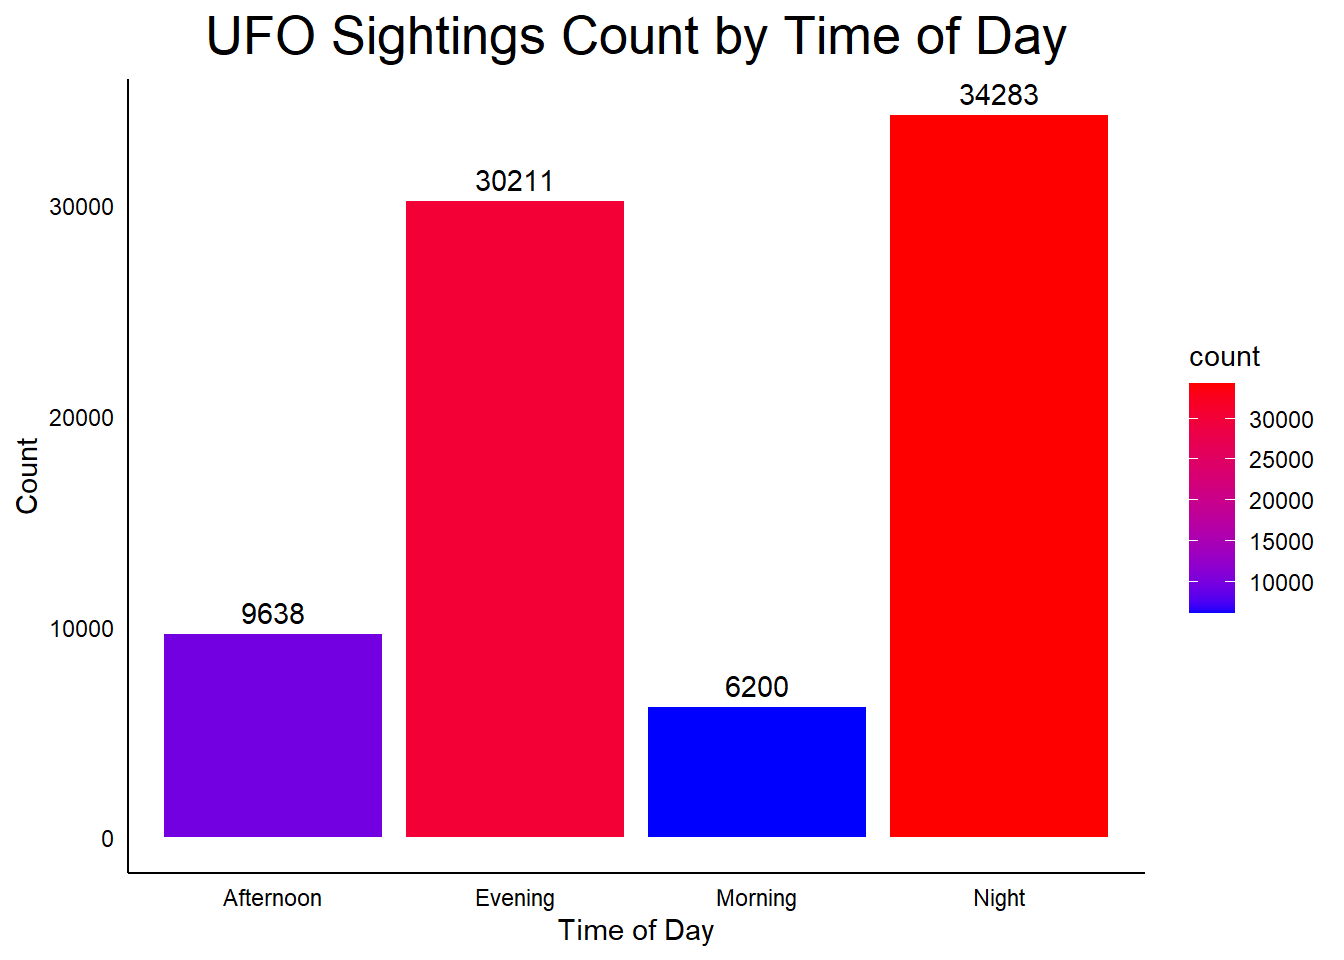 UFO Sightings Count by Time of Day
34283
30211
30000
20000
Count
9638
10000
6200
0
Afternoon
Evening
Morning
Night
Time of Day
count
30000
25000
20000
15000
10000